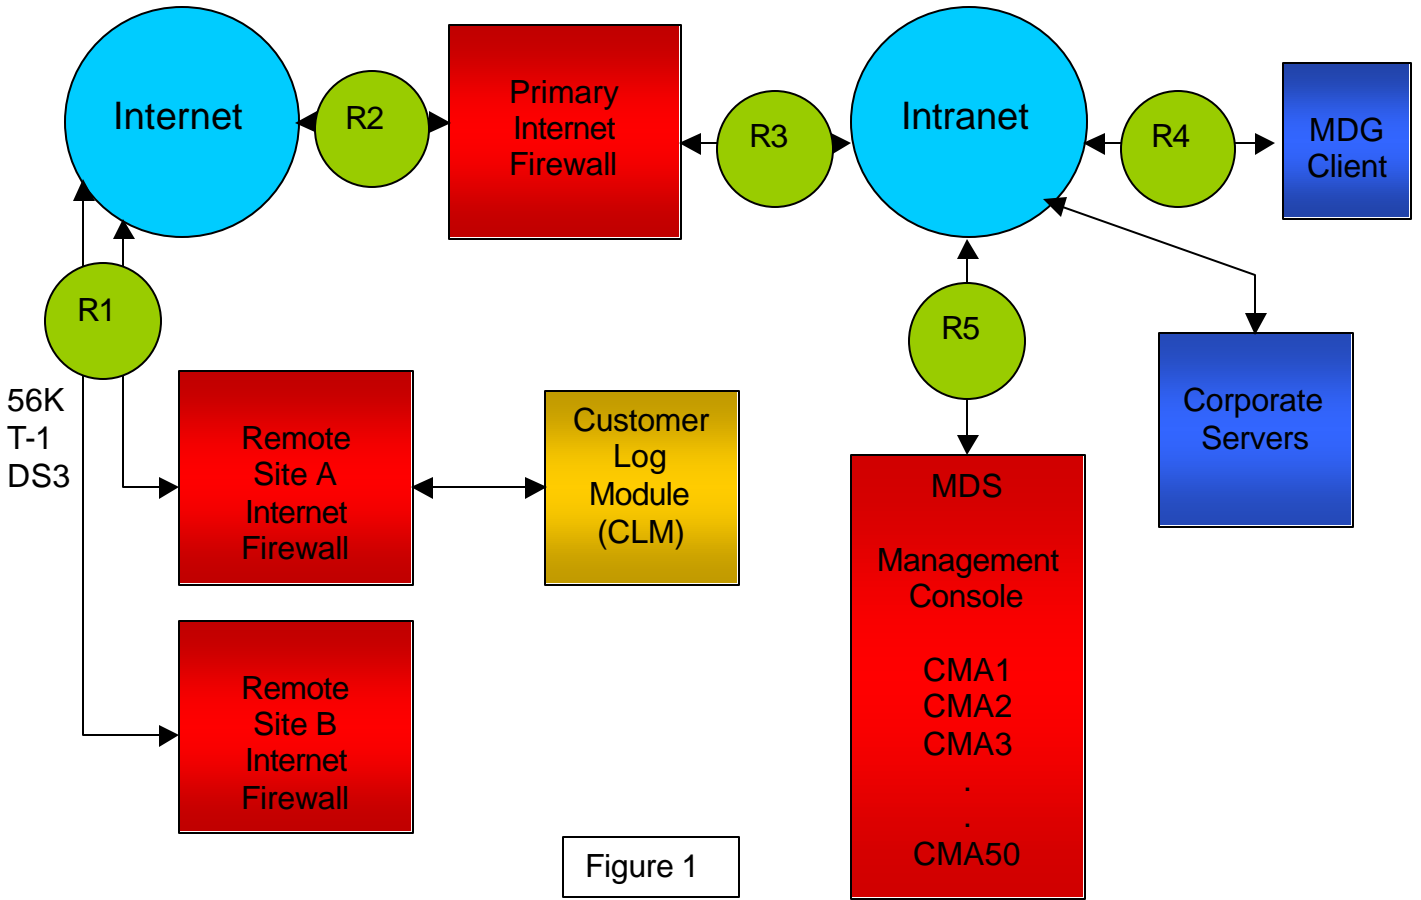 Internet
R2
Primary
Internet
Firewall
R3
Intranet
R4
MDG
Client
R1
56K
T-1
DS3
Remote
Site A
Internet
Firewall
Customer
Log
Module
(CLM)
R5
Corporate
Servers
MDS
Management
Console
CMA1
CMA2
CMA3
.
.
CMA50
Remote
Site B
Internet
Firewall
Figure 1